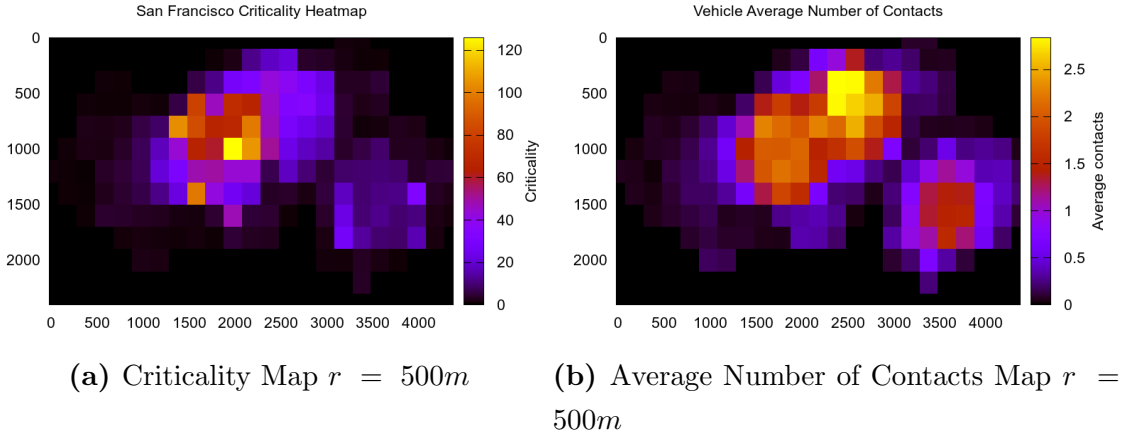 San Francisco Criticality Heatmap
0
500
1000
1500
2000
0 500 1000 1500 2000 2500 3000 3500 4000
120
100
80
60
40
20
0
Criticality
(a) Criticality Map r = 500m
Vehicle Average Number of Contacts
0
500
1000
1500
2000
0 500 1000 1500 2000 2500 3000 3500 4000
2.5
2
1.5
1
0.5
0
Average contacts
(b) Average Number of Contacts Map r =
500m